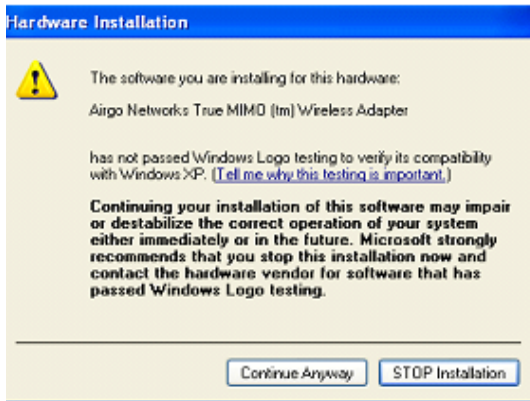 Hardware Installation
The software you are installing for this hardware:
Airgo Networks True MIMO (tm) Wireless Adapter
has not passed Windows Logo testing to verify its compatibility
with Windows XP. (Tell me why this testing is important.)
Continuing your installation of this software may impair
or destabilize the correct operation of your system
either immediately or in the future. Microsoft strongly
recommends that you stop this installation now and
contact the hardware vendor for software that has
passed Windows Logo testing.
Continue Anyway
STOP Installation